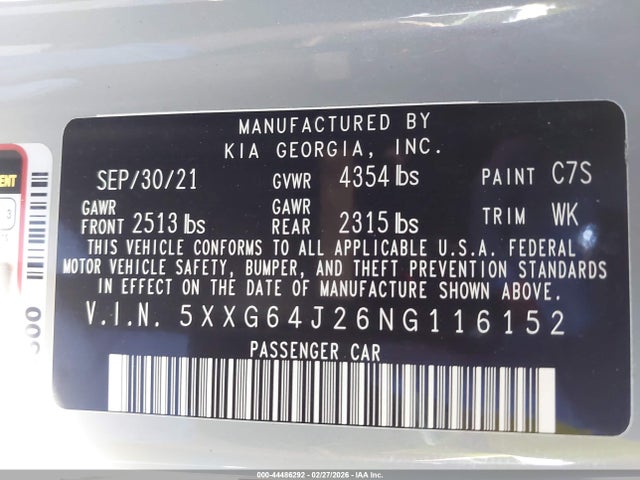 MANUFACTURED BY
KIA GEORGIA, INC.
SEP/30/21 GVWR 4354 lbs PAINT C7S
GAWR FRONT 2513 lbs GAWR REAR 2315 lbs TRIM WK
THIS VEHICLE CONFORMS TO ALL APPLICABLE U.S.A. FEDERAL
MOTOR VEHICLE SAFETY, BUMPER, AND THEFT PREVENTION STANDARDS
IN EFFECT ON THE DATE OF MANUFACTURE SHOWN ABOVE.
V.I.N. 5XXG64J26NG116152
PASSENGER CAR
000-44486292 - 02/27/2026 - IAA Inc.